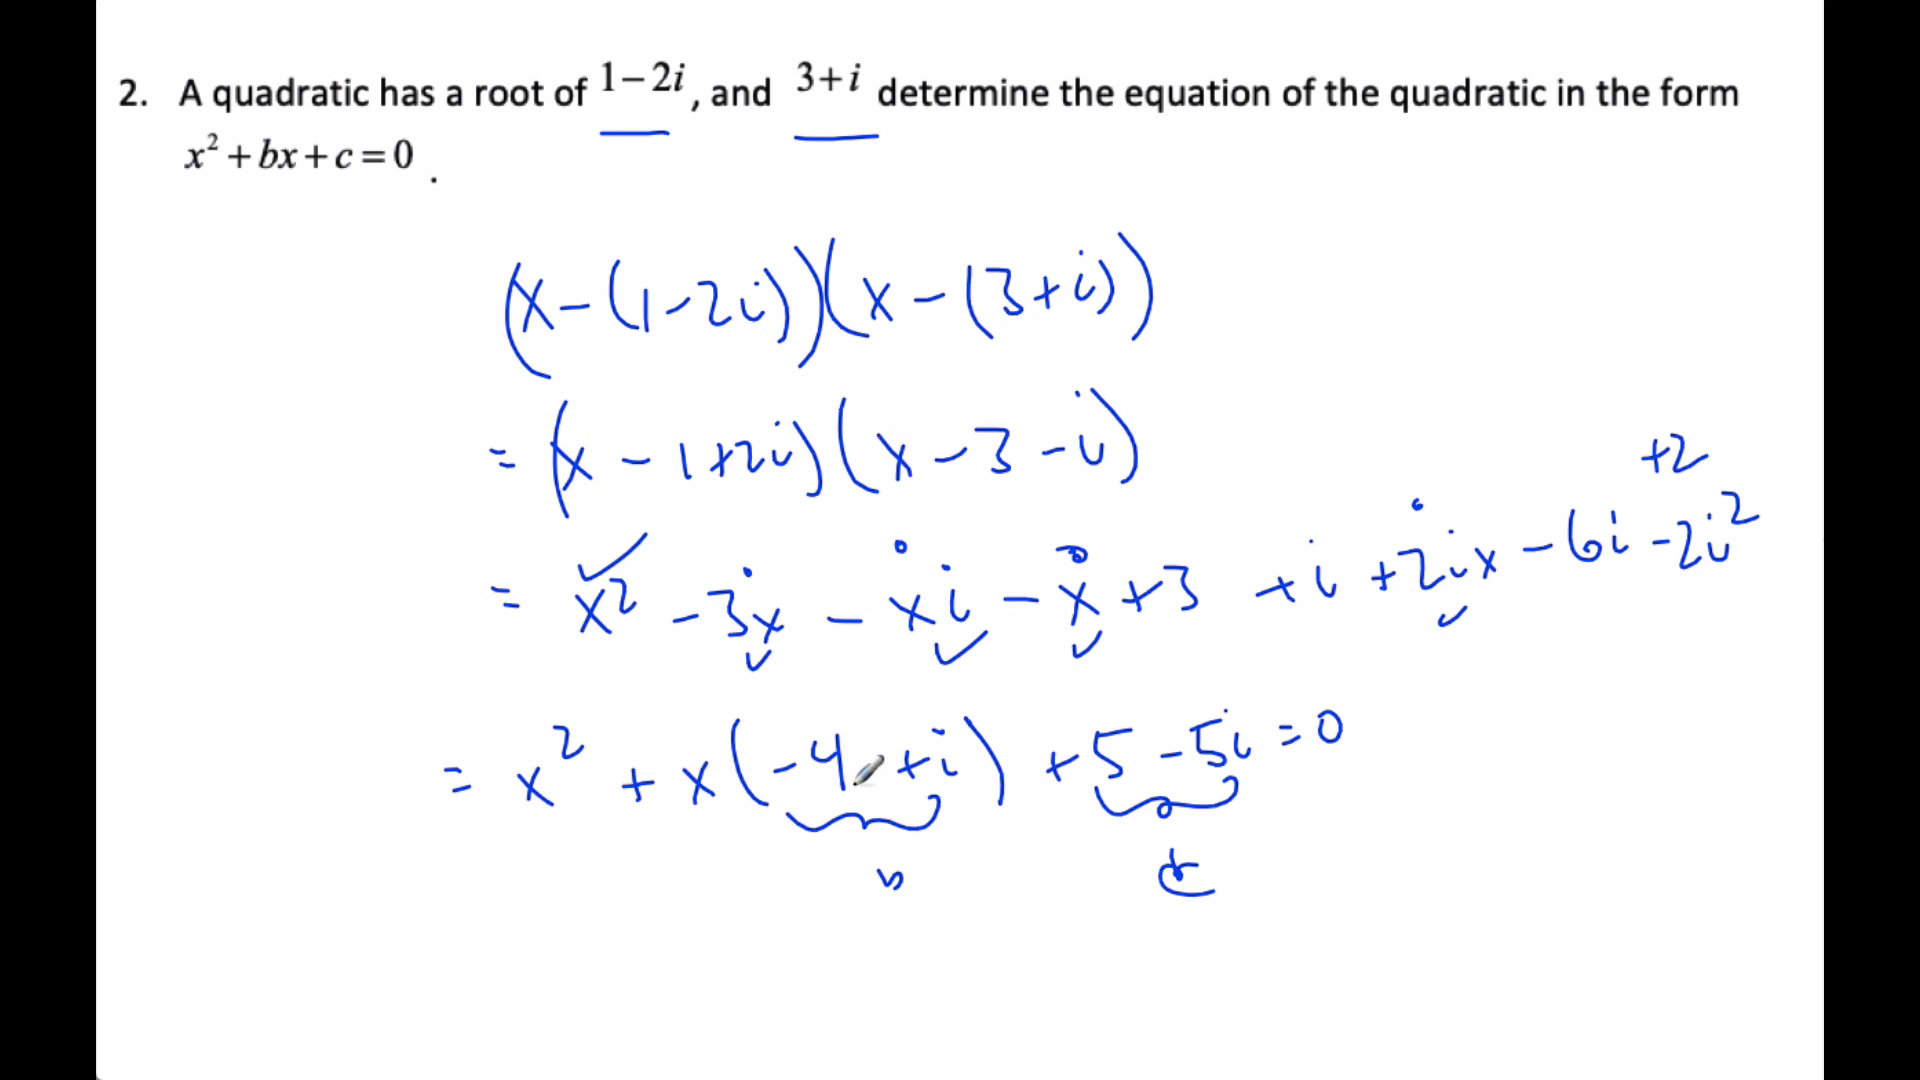 2. A quadratic has a root of 1−2i, and 3+i determine the equation of the quadratic in the form
x² + bx + c = 0 .
(x-(1-2i))(x-(3+i))
= (x - 1+2i)(x-3-i)
+2
= x² - 3x - xi - x + 3 + i + 2ix - 6i - 2i²
= x² + x(-4 + i) + 5 - 5i = 0
b c